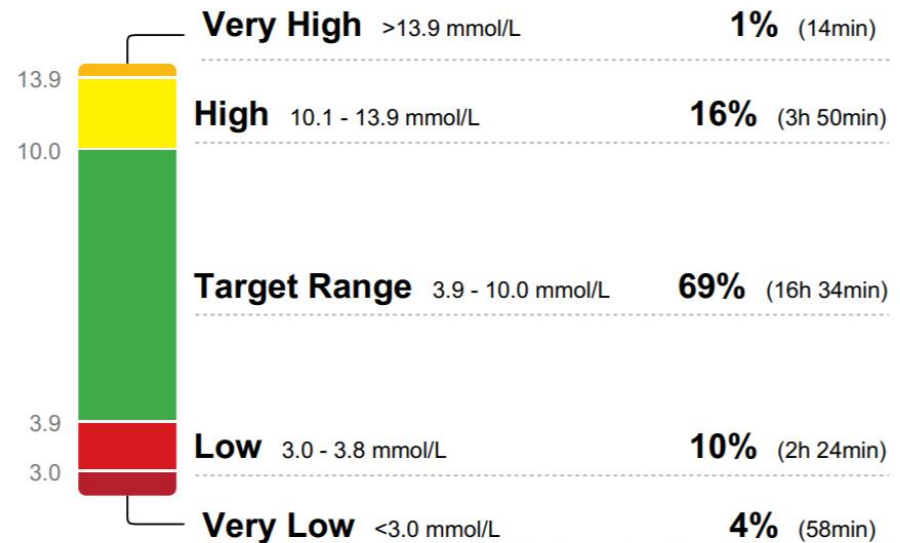 Very High >13.9 mmol/L 1% (14min)
13.9
High 10.1 - 13.9 mmol/L 16% (3h 50min)
10.0
Target Range 3.9 - 10.0 mmol/L 69% (16h 34min)
3.9
Low 3.0 - 3.8 mmol/L 10% (2h 24min)
3.0
Very Low <3.0 mmol/L 4% (58min)